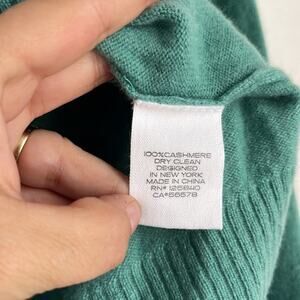 100%CASHMERE
DRY CLEAN
DESIGNED
IN NEW YORK
MADE IN CHINA
RN# 125840
CA#56578